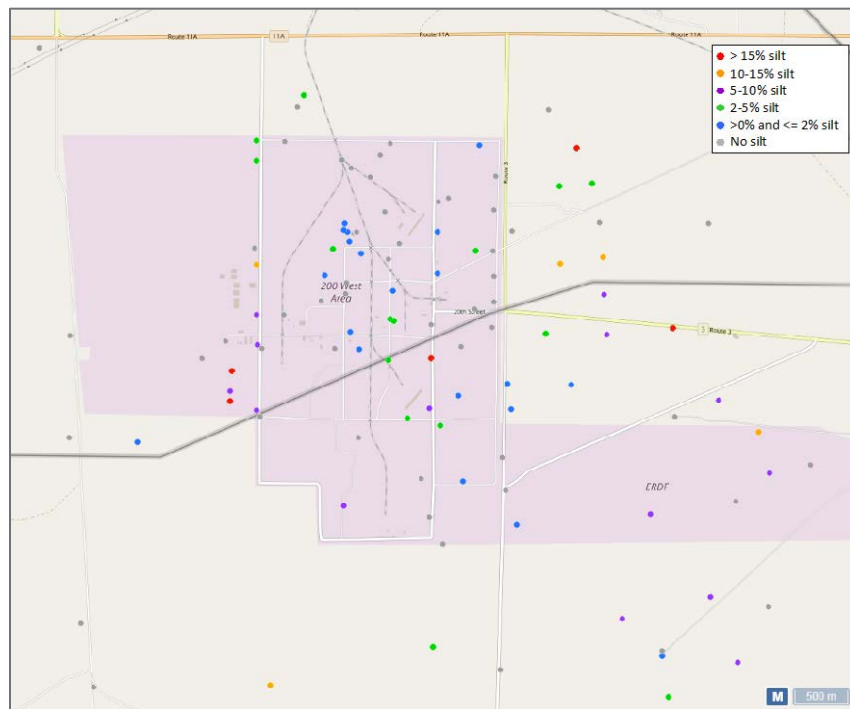 Route 11A
11A
Route 11A
Route 11A
> 15% silt
10-15% silt
5-10% silt
2-5% silt
>0% and <= 2% silt
No silt
Route 3
200 West
Area
20th Street
3 Route 3
ERDF
M 500 m